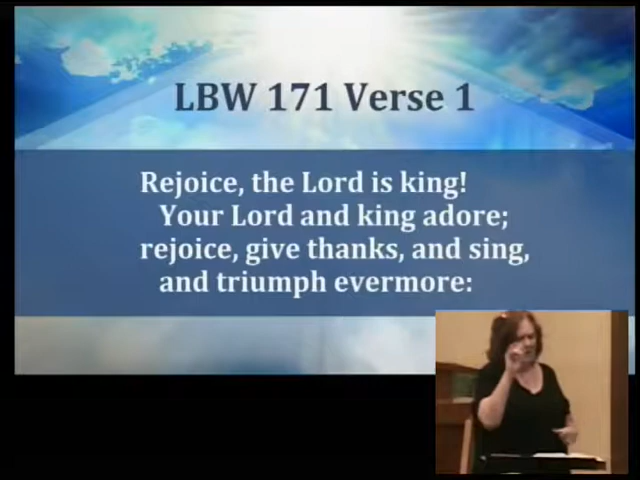 LBW 171 Verse 1
Rejoice, the Lord is king!
Your Lord and king adore;
rejoice, give thanks, and sing,
and triumph evermore: